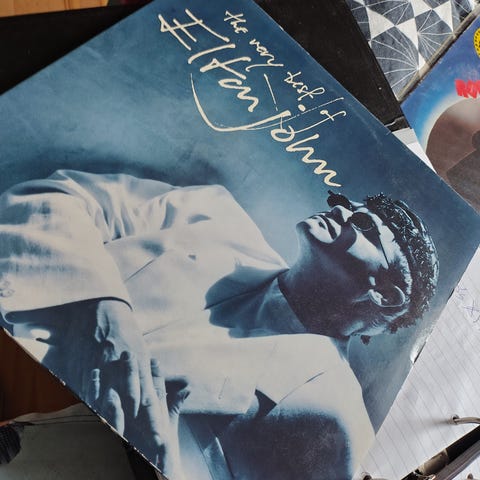 the very best of
Elton John